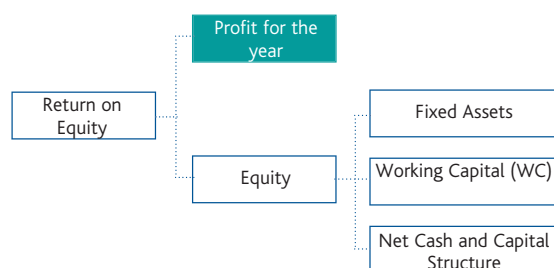 Profit for the
year
Return on
Equity
Fixed Assets
Equity
Working Capital (WC)
Net Cash and Capital
Structure